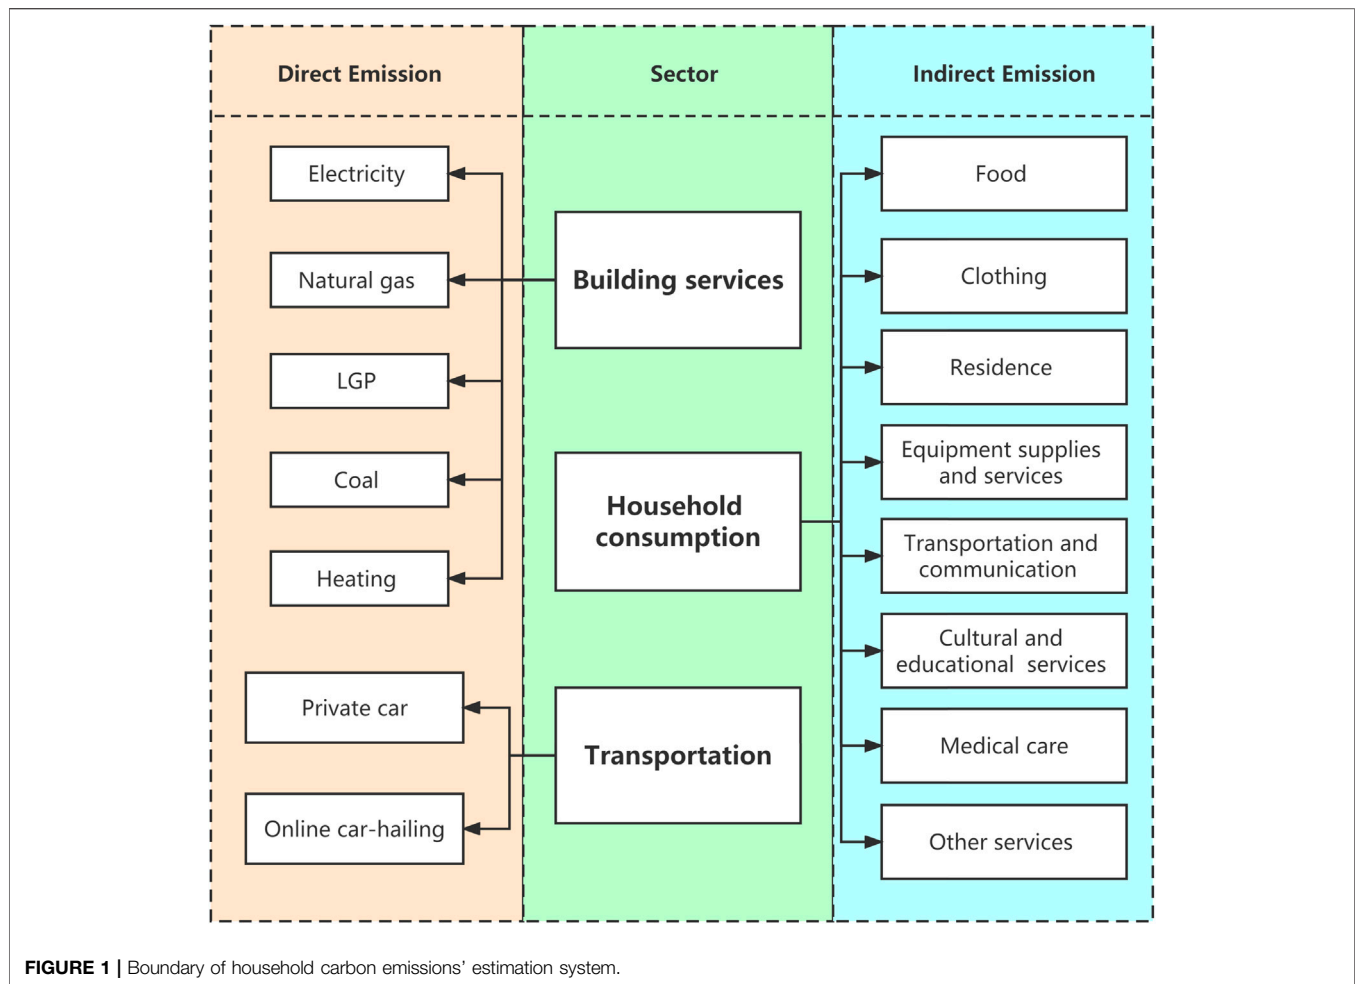 Direct Emission
Sector
Indirect Emission
Electricity
Natural gas
LGP
Coal
Heating
Private car
Online car-hailing
Building services
Household
consumption
Transportation
Food
Clothing
Residence
Equipment supplies
and services
Transportation and
communication
Cultural and
educational services
Medical care
Other services
FIGURE 1 | Boundary of household carbon emissions’ estimation system.